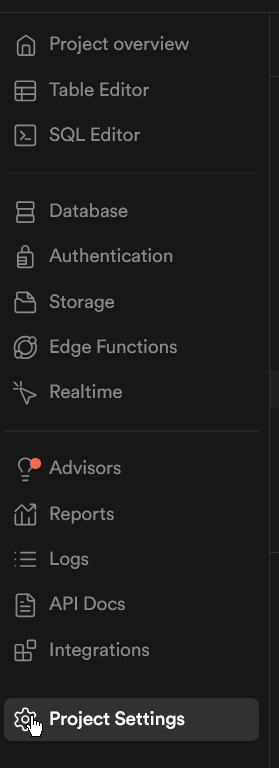 Project overview
Table Editor
SQL Editor
Database
Authentication
Storage
Edge Functions
Realtime
Advisors
Reports
Logs
API Docs
Integrations
Project Settings